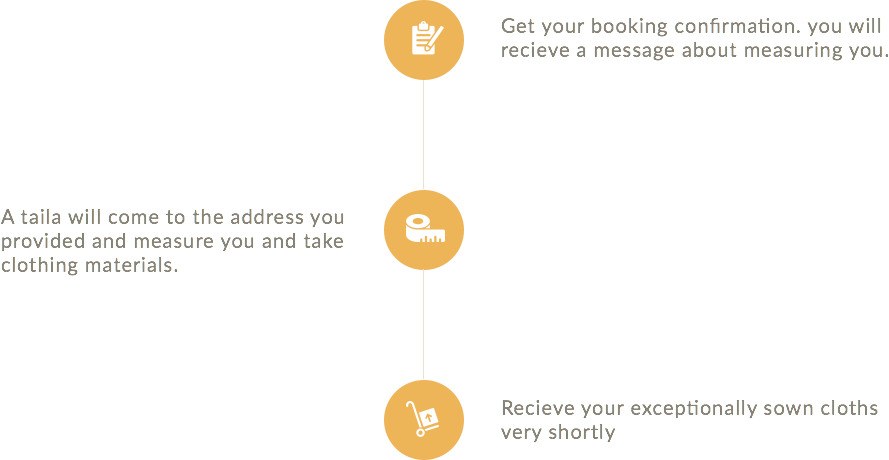 Get your booking confirmation. you will
recieve a message about measuring you.
A taila will come to the address you
provided and measure you and take
clothing materials.
Recieve your exceptionally sown cloths
very shortly